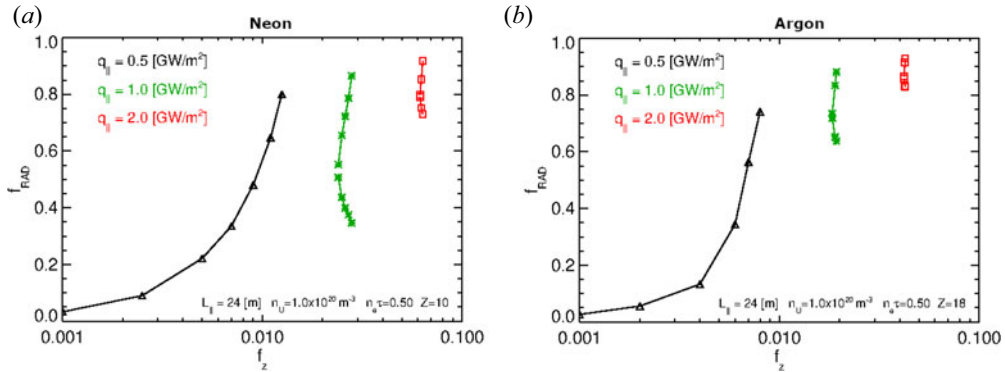 (a)
Neon
1.0
0.8
0.6
0.4
0.2
0.0
f_RAD
q_|| = 0.5 [GW/m²]
q_|| = 1.0 [GW/m²]
q_|| = 2.0 [GW/m²]
L_|| = 24 [m] n_U=1.0x10²⁰ m⁻³ n_e τ=0.50 Z=10
0.001 0.010 0.100
f_z
(b)
Argon
1.0
0.8
0.6
0.4
0.2
0.0
f_RAD
q_|| = 0.5 [GW/m²]
q_|| = 1.0 [GW/m²]
q_|| = 2.0 [GW/m²]
L_|| = 24 [m] n_U=1.0x10²⁰ m⁻³ n_e τ=0.50 Z=18
0.001 0.010 0.100
f_z